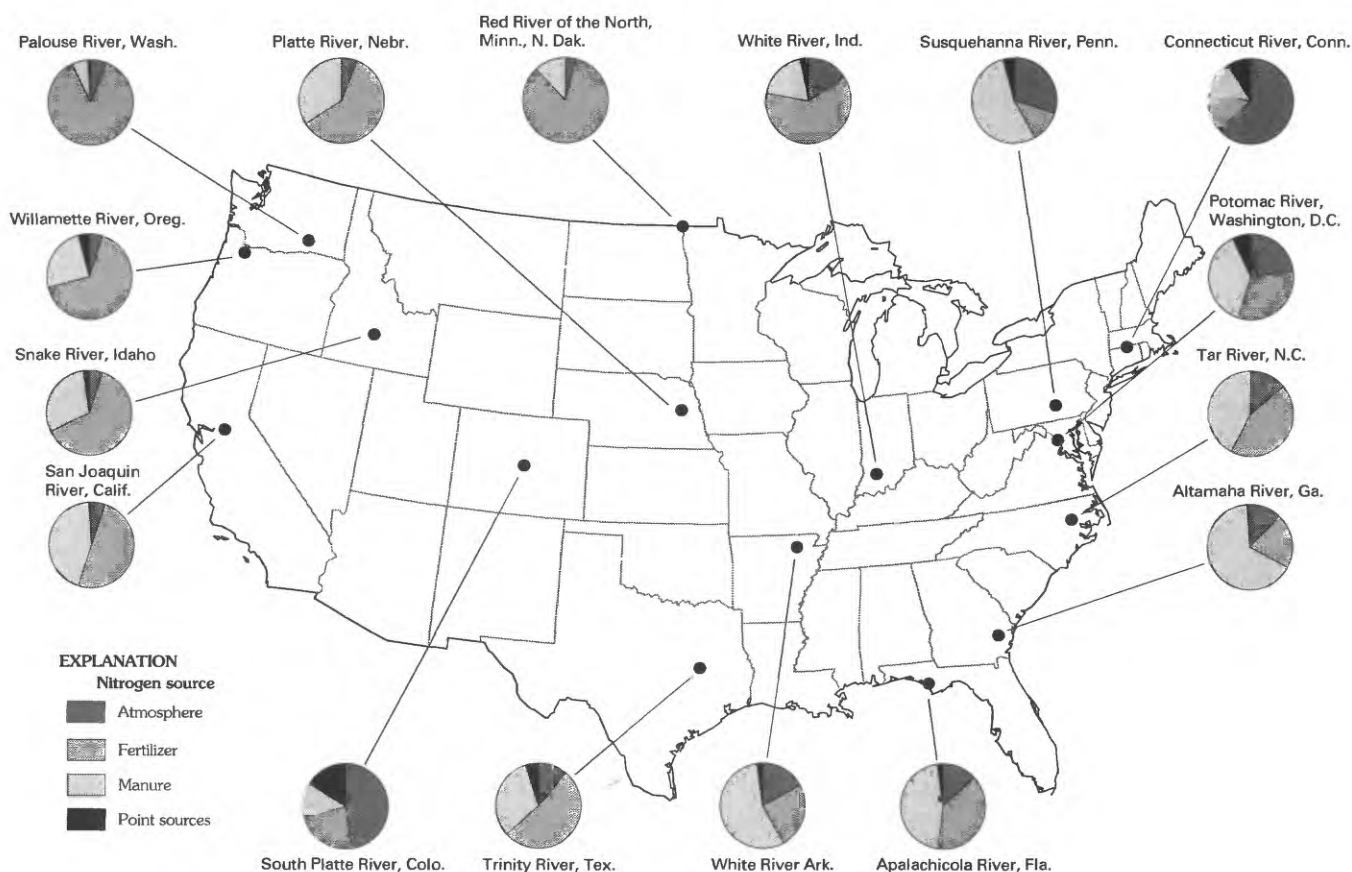 Red River of the North,
Minn., N. Dak.
Palouse River, Wash.
Platte River, Nebr.
White River, Ind.
Susquehanna River, Penn.
Connecticut River, Conn.
Potomac River,
Washington, D.C.
Willamette River, Oreg.
Snake River, Idaho
Tar River, N.C.
San Joaquin
River, Calif.
Altamaha River, Ga.
EXPLANATION
Nitrogen source
Atmosphere
Fertilizer
Manure
Point sources
South Platte River, Colo.
Trinity River, Tex.
White River Ark.
Apalachicola River, Fla.